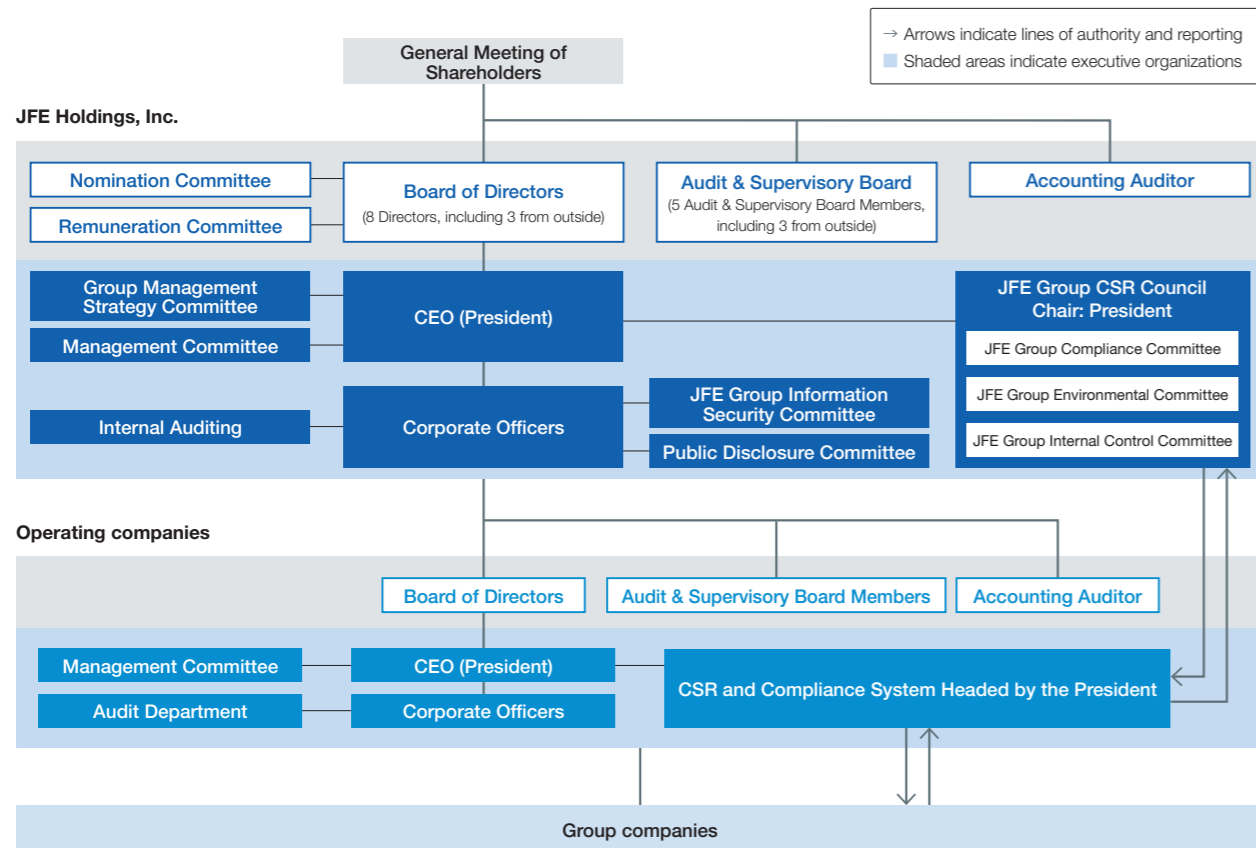 → Arrows indicate lines of authority and reporting
Shaded areas indicate executive organizations
General Meeting of
Shareholders
JFE Holdings, Inc.
Nomination Committee
Remuneration Committee
Board of Directors
(8 Directors, including 3 from outside)
Audit & Supervisory Board
(5 Audit & Supervisory Board Members,
including 3 from outside)
Accounting Auditor
Group Management
Strategy Committee
Management Committee
CEO (President)
JFE Group CSR Council
Chair: President
JFE Group Compliance Committee
JFE Group Environmental Committee
JFE Group Internal Control Committee
Internal Auditing
Corporate Officers
JFE Group Information
Security Committee
Public Disclosure Committee
Operating companies
Board of Directors
Audit & Supervisory Board Members
Accounting Auditor
Management Committee
CEO (President)
CSR and Compliance System Headed by the President
Audit Department
Corporate Officers
Group companies